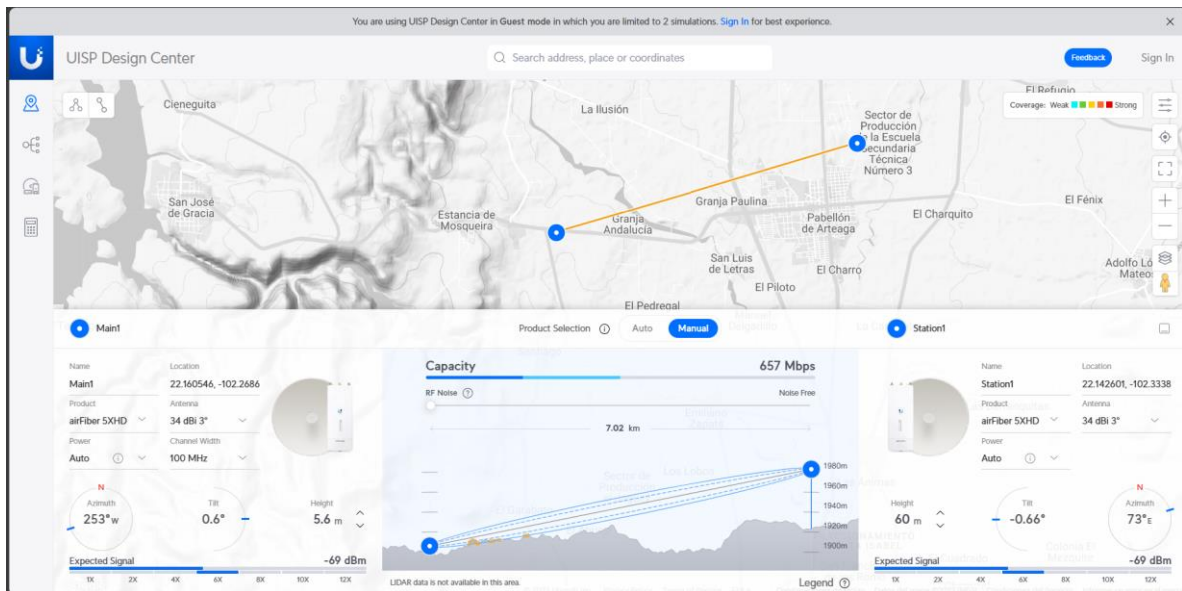 You are using UISP Design Center in Guest mode in which you are limited to 2 simulations. Sign In for best experience.
UISP Design Center
Search address, place or coordinates
Feedback
Sign In
Cieneguita
La Ilusión
El Refugio
Coverage: Weak Strong
Sector de
Producción
de la Escuela
Secundaria
Técnica
Número 3
San José
de Gracia
Estancia de
Mosqueira
Granja Paulina
Granja
Andalucía
Pabellón
de Arteaga
El Charquito
El Fénix
San Luis
de Letras
El Charro
El Piloto
Adolfo Ló
Mateo
El Pedregal
Main1
Product Selection
Auto
Manual
Station1
Name
Main1
Location
22.160546, -102.2686
Product
airFiber 5XHD
Antenna
34 dBi 3°
Power
Auto
Channel Width
100 MHz
N
Azimuth
253°W
Tilt
0.6°
Height
5.6 m
Expected Signal
-69 dBm
1X 2X 4X 6X 8X 10X 12X
Capacity
657 Mbps
RF Noise
Noise Free
7.02 km
1980m
1960m
1940m
1920m
1900m
LIDAR data is not available in this area.
Legend
Name
Station1
Location
22.142601, -102.3338
Product
airFiber 5XHD
Antenna
34 dBi 3°
Power
Auto
Height
60 m
Tilt
-0.66°
N
Azimuth
73°E
Expected Signal
-69 dBm
1X 2X 4X 6X 8X 10X 12X